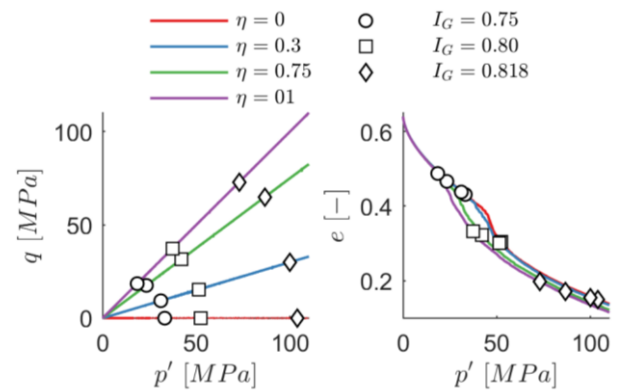 η = 0
η = 0.3
η = 0.75
η = 01
I_G = 0.75
I_G = 0.80
I_G = 0.818
q [MPa]
100
50
0
0 50 100
p′ [MPa]
e [−]
0.6
0.4
0.2
0 50 100
p′ [MPa]